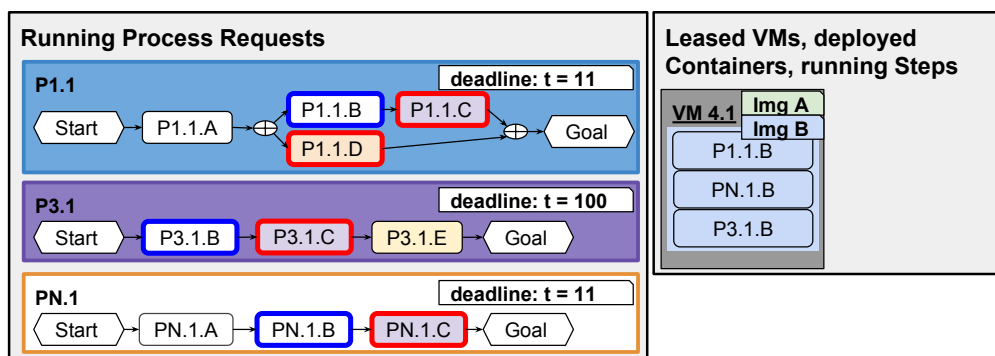 Running Process Requests
P1.1
deadline: t = 11
Start
P1.1.A
P1.1.B
P1.1.C
P1.1.D
Goal
P3.1
deadline: t = 100
Start
P3.1.B
P3.1.C
P3.1.E
Goal
PN.1
deadline: t = 11
Start
PN.1.A
PN.1.B
PN.1.C
Goal
Leased VMs, deployed
Containers, running Steps
VM 4.1
Img A
Img B
P1.1.B
PN.1.B
P3.1.B